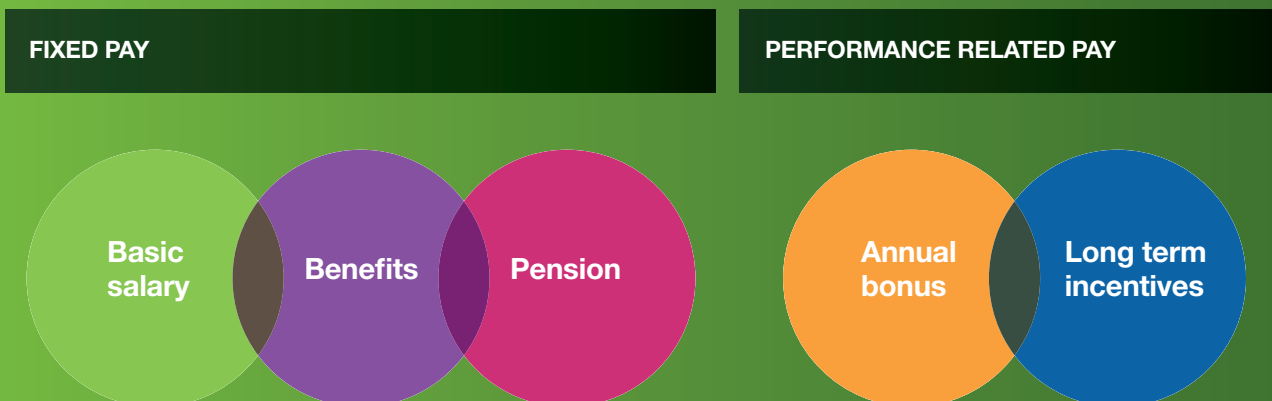 FIXED PAY
PERFORMANCE RELATED PAY
Basic
salary
Benefits
Pension
Annual
bonus
Long term
incentives